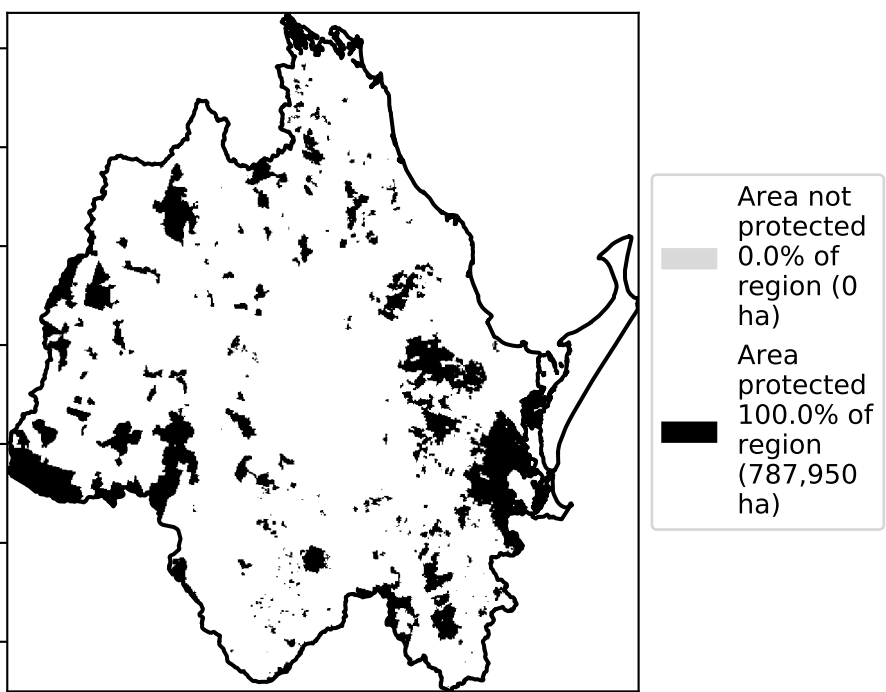 Area not
protected
0.0% of
region (0
ha)
Area
protected
100.0% of
region
(787,950
ha)